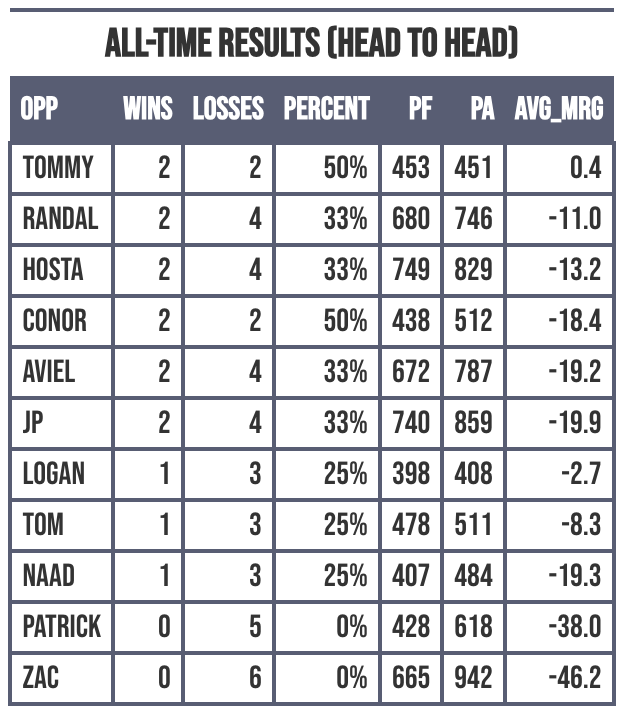 ALL-TIME RESULTS (HEAD TO HEAD)
OPP WINS LOSSES PERCENT PF PA AVG_MRG
TOMMY 2 2 50% 453 451 0.4
RANDAL 2 4 33% 680 746 -11.0
HOSTA 2 4 33% 749 829 -13.2
CONOR 2 2 50% 438 512 -18.4
AVIEL 2 4 33% 672 787 -19.2
JP 2 4 33% 740 859 -19.9
LOGAN 1 3 25% 398 408 -2.7
TOM 1 3 25% 478 511 -8.3
NAAD 1 3 25% 407 484 -19.3
PATRICK 0 5 0% 428 618 -38.0
ZAC 0 6 0% 665 942 -46.2